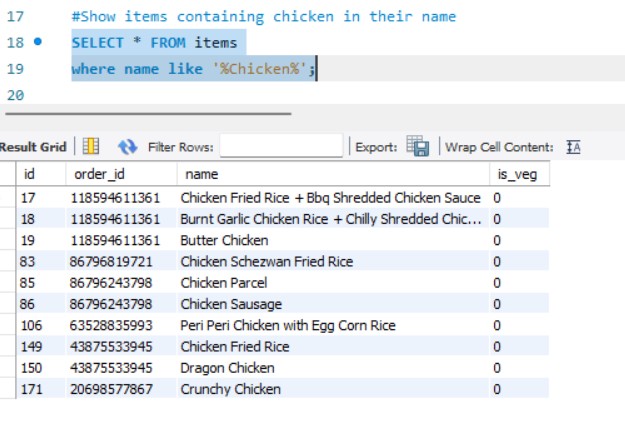 17 #Show items containing chicken in their name
18 SELECT * FROM items
19 where name like '%Chicken%';
20
Result Grid Filter Rows: Export: Wrap Cell Content: IA
id order_id name is_veg
17 118594611361 Chicken Fried Rice + Bbq Shredded Chicken Sauce 0
18 118594611361 Burnt Garlic Chicken Rice + Chilly Shredded Chic... 0
19 118594611361 Butter Chicken 0
83 86796819721 Chicken Schezwan Fried Rice 0
85 86796243798 Chicken Parcel 0
86 86796243798 Chicken Sausage 0
106 63528835993 Peri Peri Chicken with Egg Corn Rice 0
149 43875533945 Chicken Fried Rice 0
150 43875533945 Dragon Chicken 0
171 20698577867 Crunchy Chicken 0